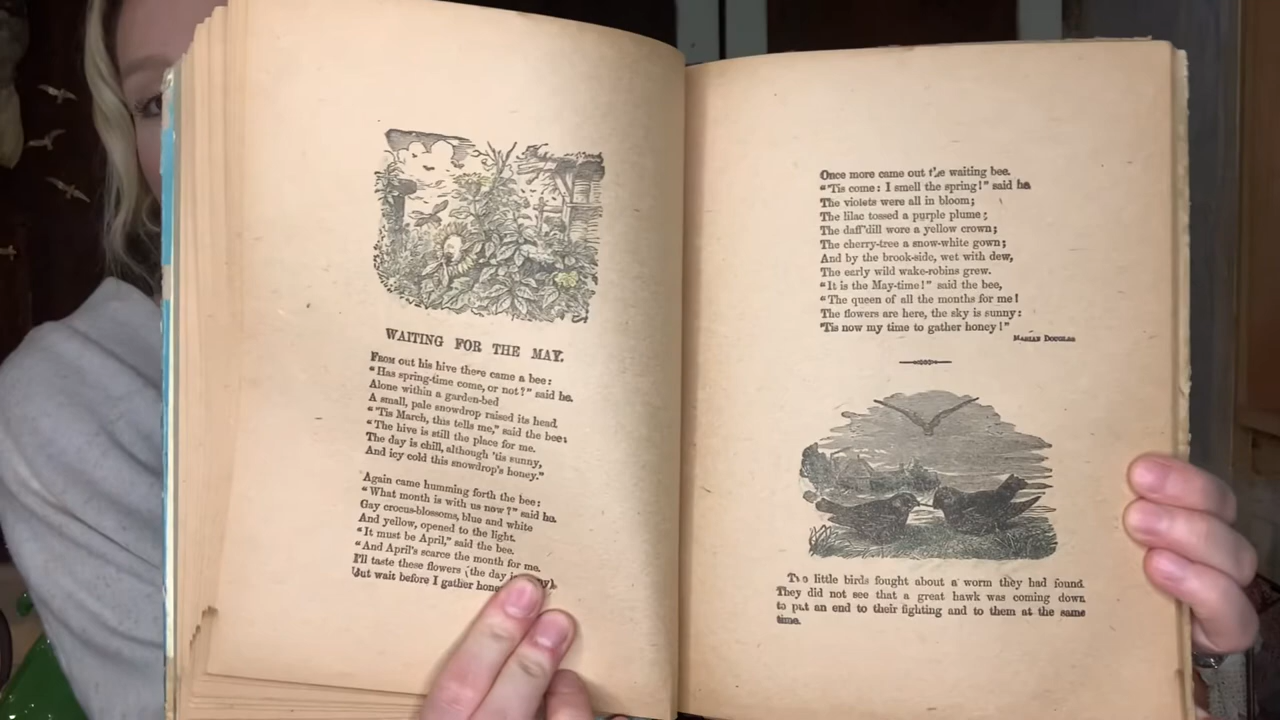 WAITING FOR THE MAY.
FROM out his hive there came a bee:
"Has spring-time come, or not?" said he.
Alone within a garden-bed
A small, pale snowdrop raised its head.
"'Tis March, this tells me," said the bee:
"The hive is still the place for me.
The day is chill, although 'tis sunny,
And icy cold this snowdrop's honey."
Again came humming forth the bee:
"What month is with us now?" said he.
Gay crocus-blossoms, blue and white
And yellow, opened to the light.
"It must be April," said the bee.
"And April's scarce the month for me.
I'll taste these flowers (the day
But wait before I gather
Once more came out the waiting bee.
"'Tis come: I smell the spring!" said he
The violets were all in bloom;
The lilac tossed a purple plume;
The daff'dill wore a yellow crown;
The cherry-tree a snow-white gown;
And by the brook-side, wet with dew,
The early wild wake-robins grew.
"It is the May-time!" said the bee,
"The queen of all the months for me!
The flowers are here, the sky is sunny:
'Tis now my time to gather honey!"
MARIAN DOUGLAS
Two little birds fought about a worm they had found.
They did not see that a great hawk was coming down
to put an end to their fighting and to them at the same
time.